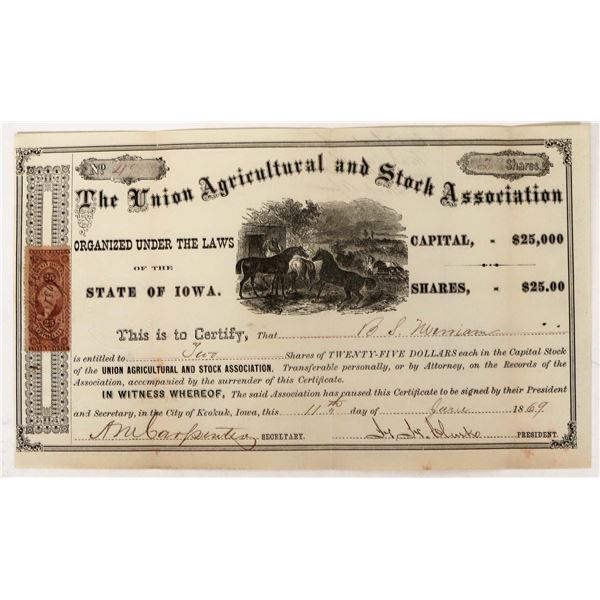 No 4
2 Shares.
The Union Agricultural and Stock Association
ORGANIZED UNDER THE LAWS
OF THE
STATE OF IOWA.
CAPITAL, - $25,000
SHARES, - $25.00
This is to Certify, That B. S. Merriam
is entitled to Two Shares of TWENTY-FIVE DOLLARS each in the Capital Stock
of the UNION AGRICULTURAL AND STOCK ASSOCIATION. Transferable personally, or by Attorney, on the Records of the
Association, accompanied by the surrender of this Certificate.
IN WITNESS WHEREOF, The said Association has caused this Certificate to be signed by their President
and Secretary, in the City of Keokuk, Iowa, this 11th day of June 1869
A M Carpenter SECRETARY.
PRESIDENT.